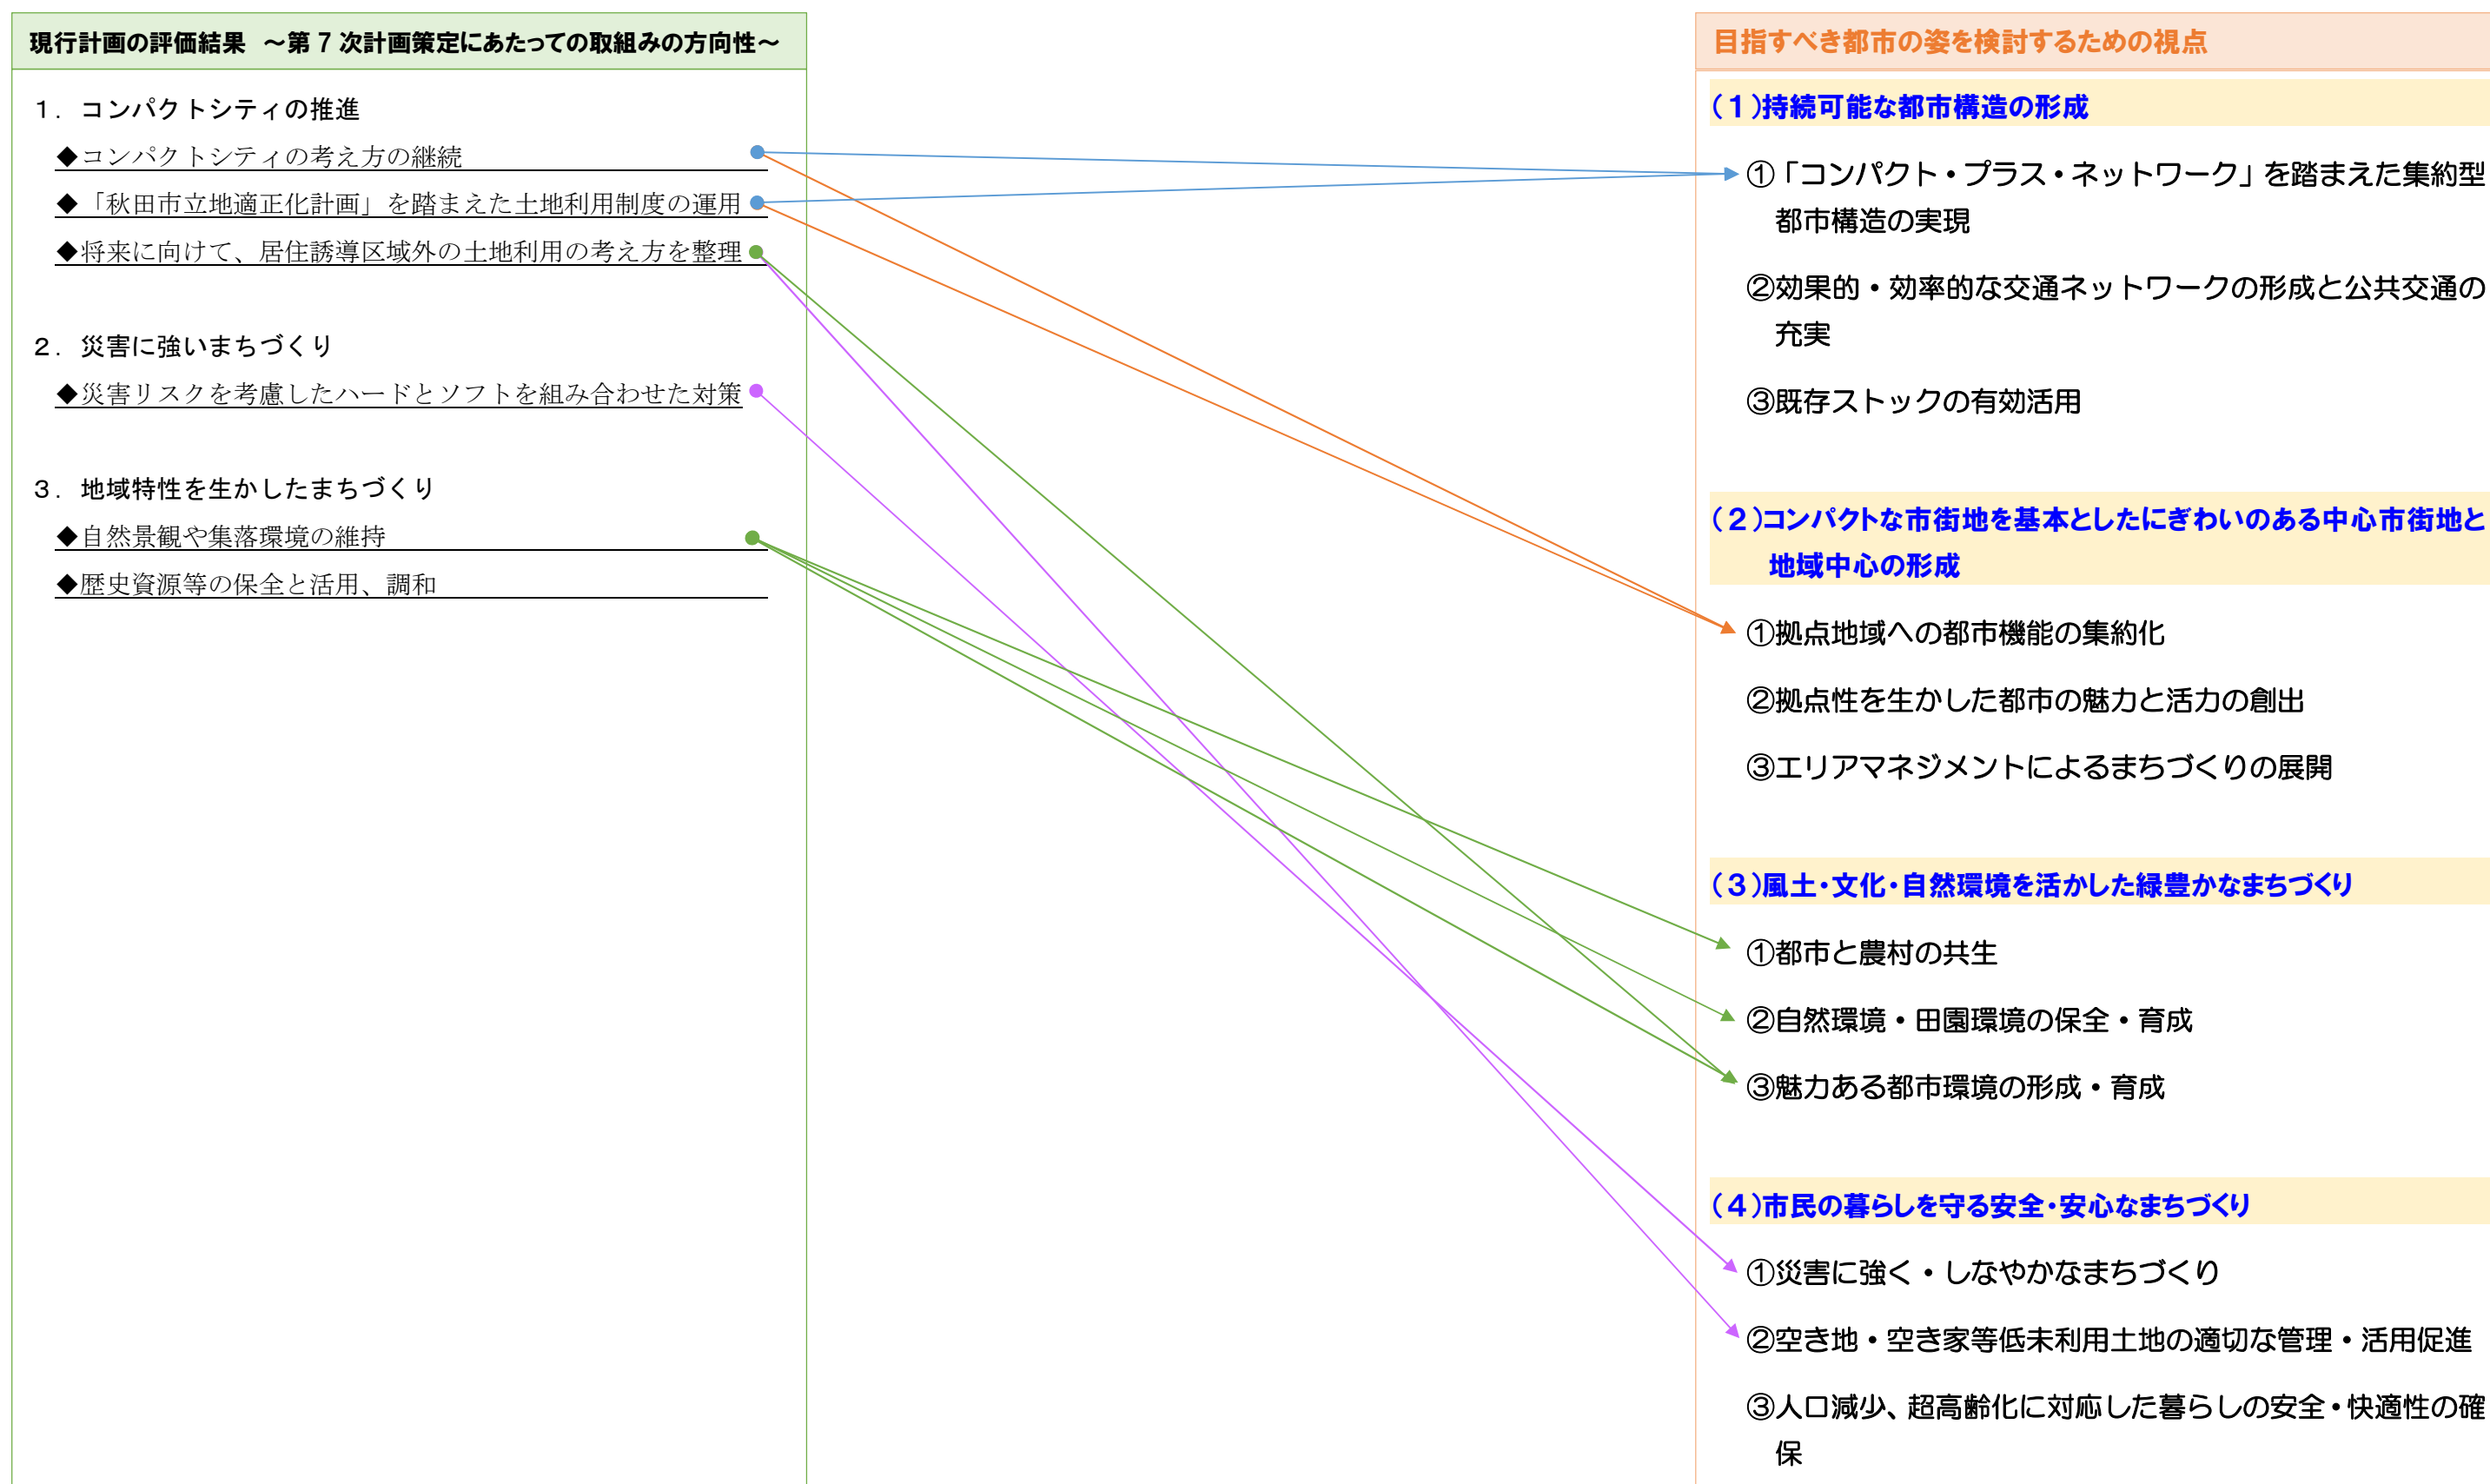 現行計画の評価結果　～第７次計画策定にあたっての取組みの方向性～
１．コンパクトシティの推進
◆コンパクトシティの考え方の継続
◆「秋田市立地適正化計画」を踏まえた土地利用制度の運用
◆将来に向けて、居住誘導区域外の土地利用の考え方を整理
２．災害に強いまちづくり
◆災害リスクを考慮したハードとソフトを組み合わせた対策
３．地域特性を生かしたまちづくり
◆自然景観や集落環境の維持
◆歴史資源等の保全と活用、調和
目指すべき都市の姿を検討するための視点
（１）持続可能な都市構造の形成
①「コンパクト・プラス・ネットワーク」を踏まえた集約型
都市構造の実現
②効果的・効率的な交通ネットワークの形成と公共交通の
充実
③既存ストックの有効活用
（２）コンパクトな市街地を基本としたにぎわいのある中心市街地と
地域中心の形成
①拠点地域への都市機能の集約化
②拠点性を生かした都市の魅力と活力の創出
③エリアマネジメントによるまちづくりの展開
（３）風土・文化・自然環境を活かした緑豊かなまちづくり
①都市と農村の共生
②自然環境・田園環境の保全・育成
③魅力ある都市環境の形成・育成
（４）市民の暮らしを守る安全・安心なまちづくり
①災害に強く・しなやかなまちづくり
②空き地・空き家等低未利用土地の適切な管理・活用促進
③人口減少、超高齢化に対応した暮らしの安全・快適性の確
保